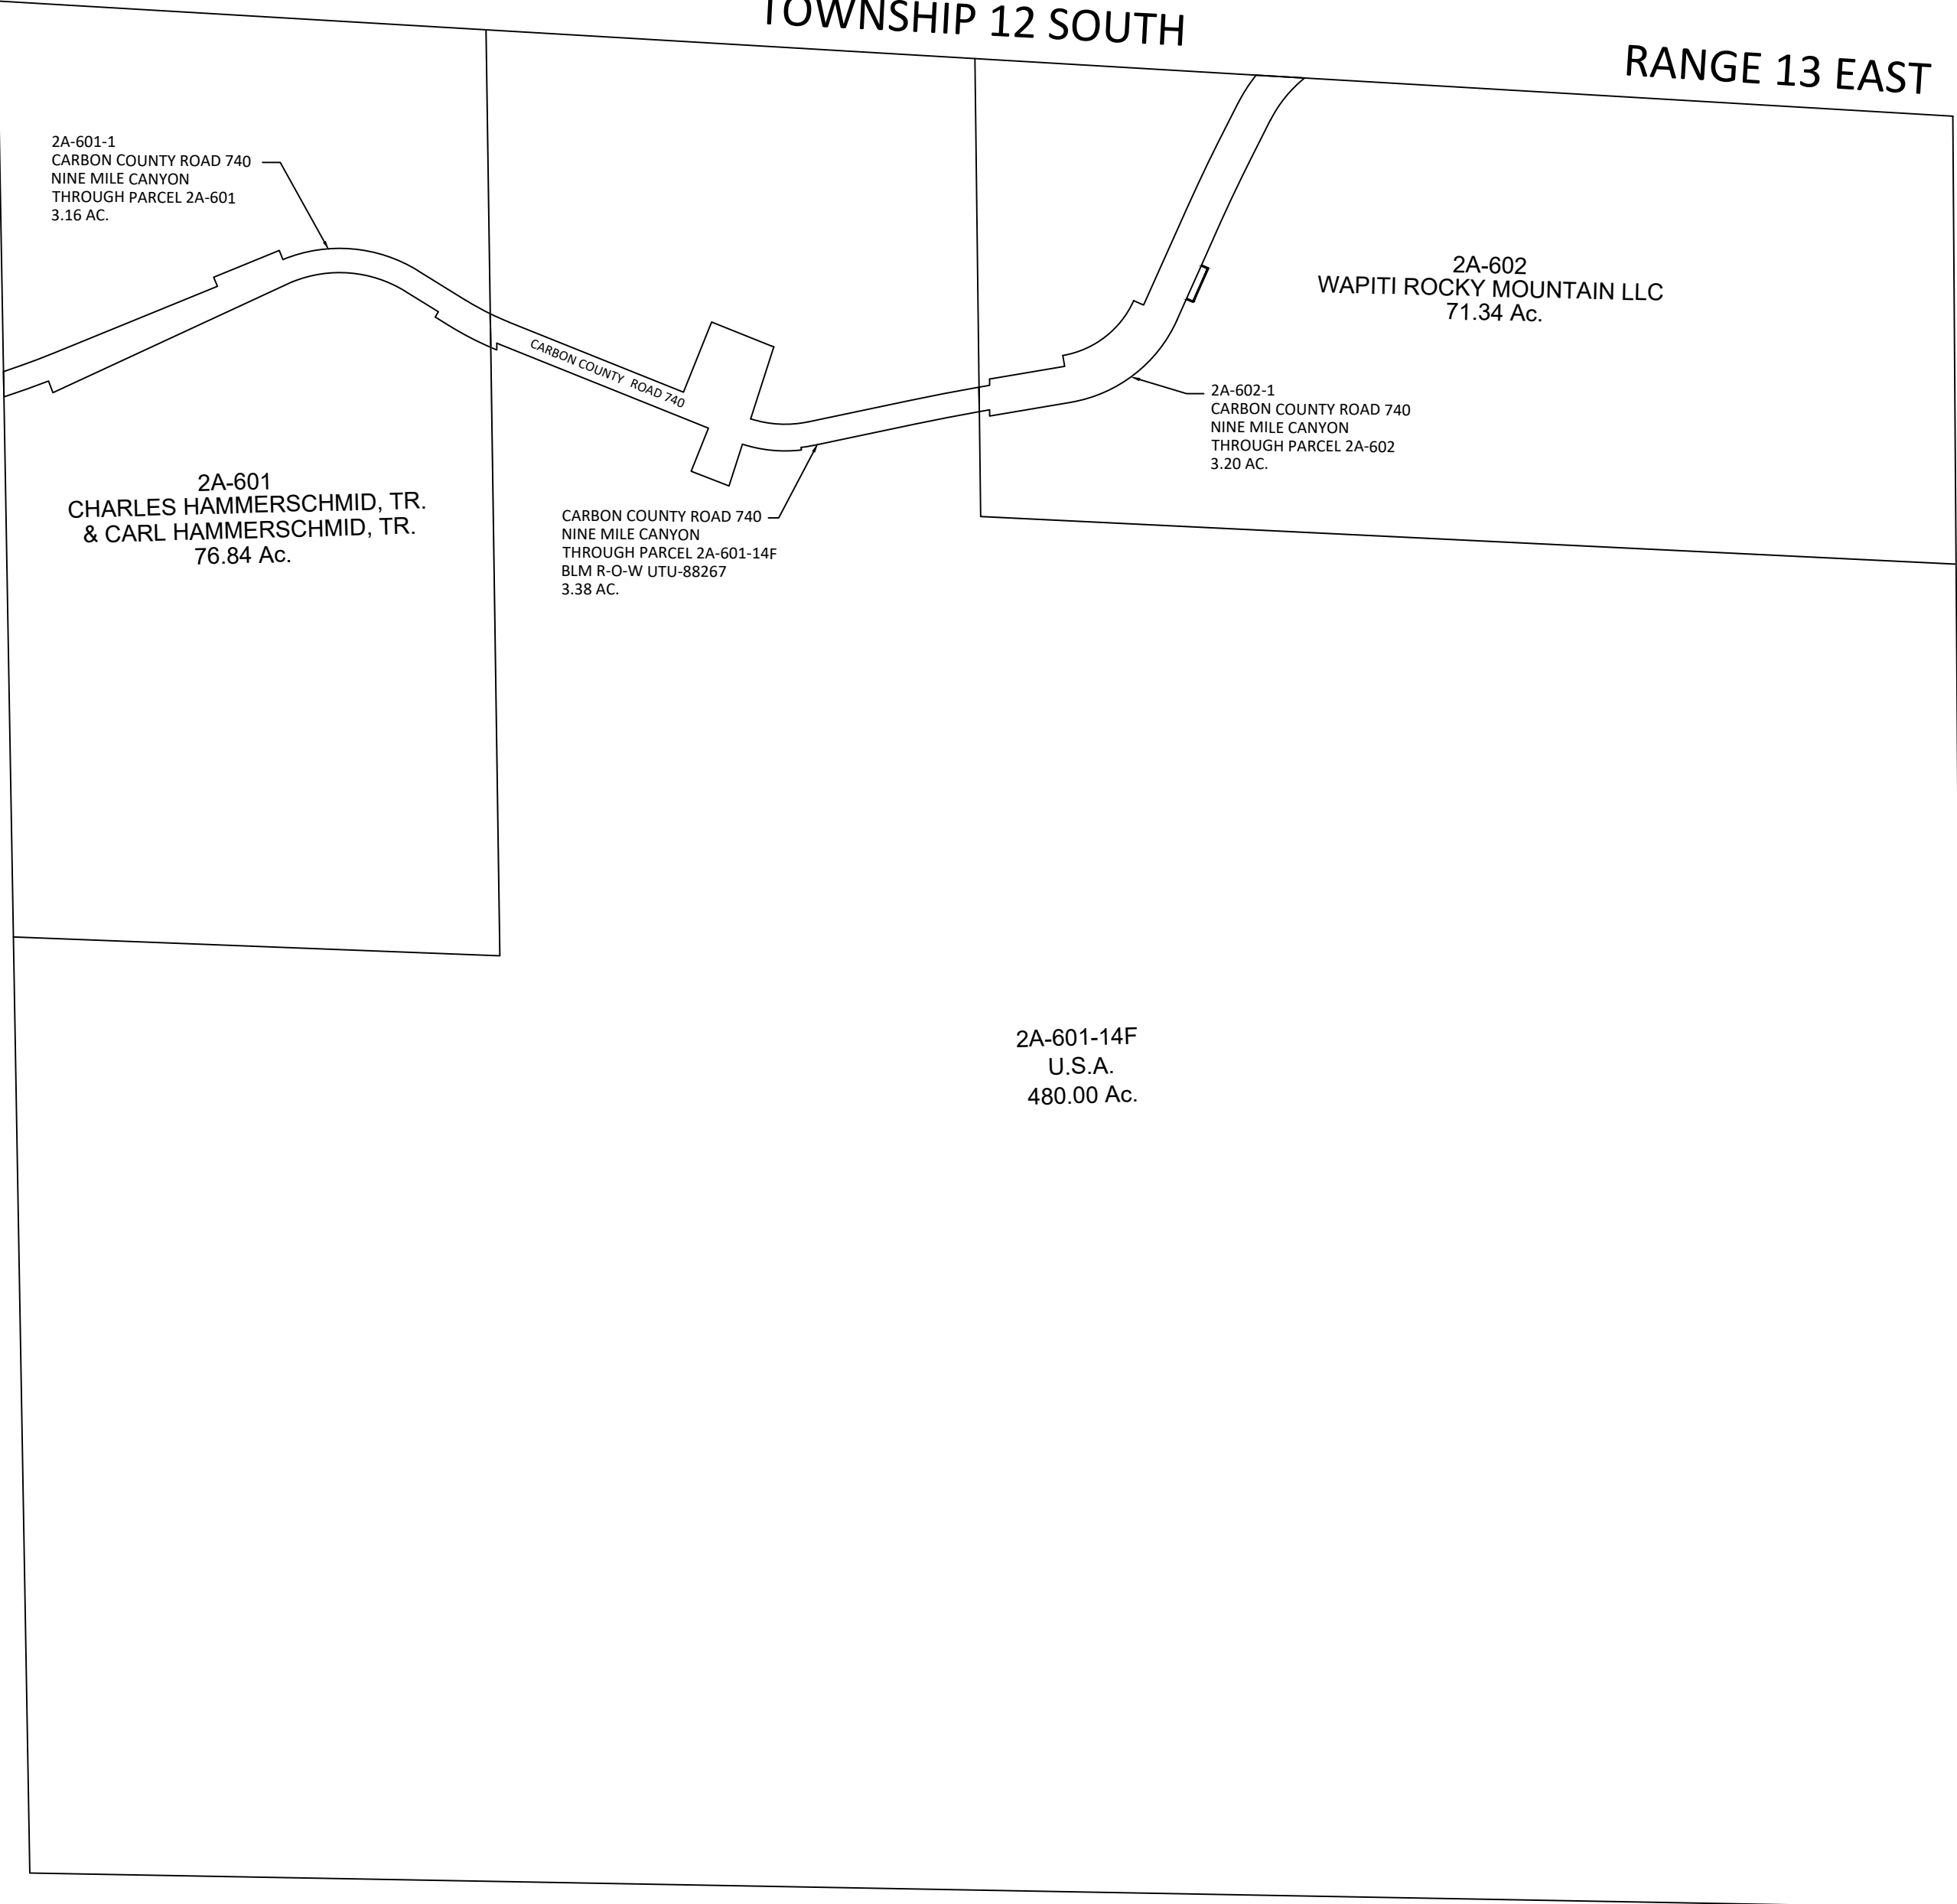 TOWNSHIP 12 SOUTH
RANGE 13 EAST
2A-601-1
CARBON COUNTY ROAD 740
NINE MILE CANYON
THROUGH PARCEL 2A-601
3.16 AC.
2A-602
WAPITI ROCKY MOUNTAIN LLC
71.34 Ac.
CARBON COUNTY ROAD 740
2A-602-1
CARBON COUNTY ROAD 740
NINE MILE CANYON
THROUGH PARCEL 2A-602
3.20 AC.
2A-601
CHARLES HAMMERSCHMID, TR.
& CARL HAMMERSCHMID, TR.
76.84 Ac.
CARBON COUNTY ROAD 740
NINE MILE CANYON
THROUGH PARCEL 2A-601-14F
BLM R-O-W UTU-88267
3.38 AC.
2A-601-14F
U.S.A.
480.00 Ac.